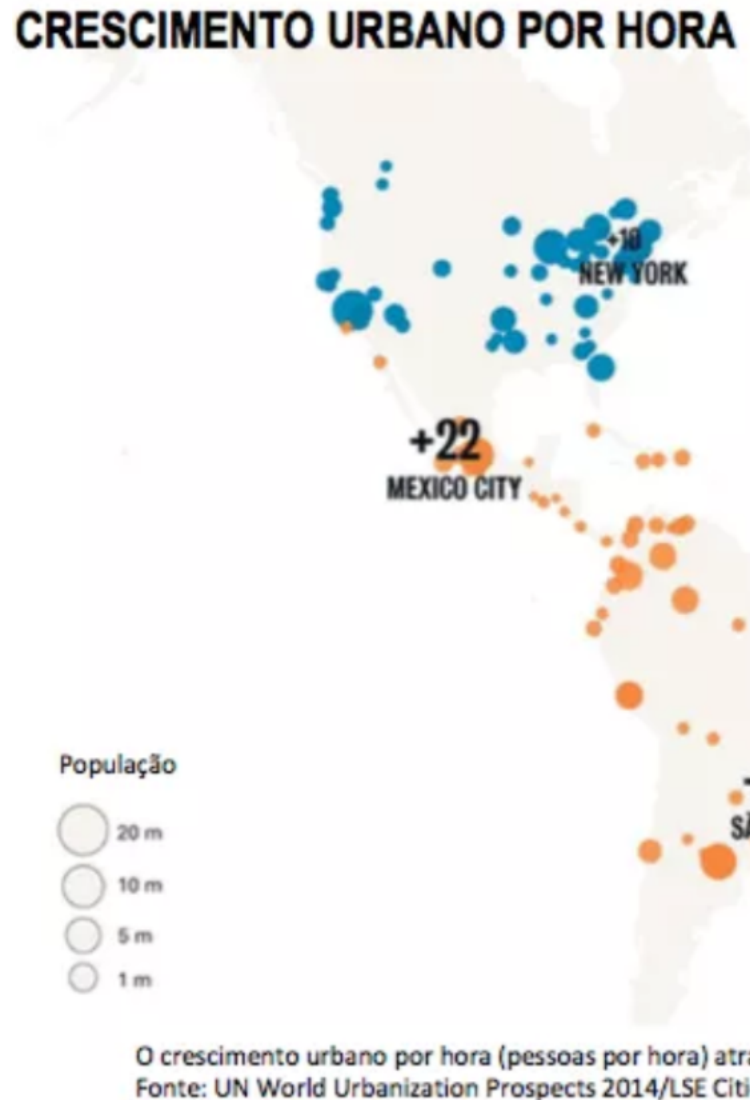 CRESCIMENTO URBANO POR HORA
+10
NEW YORK
+22
MEXICO CITY
População
20 m
10 m
5 m
1 m
O crescimento urbano por hora (pessoas por hora)
Fonte: UN World Urbanization Prospects 2014/LSE